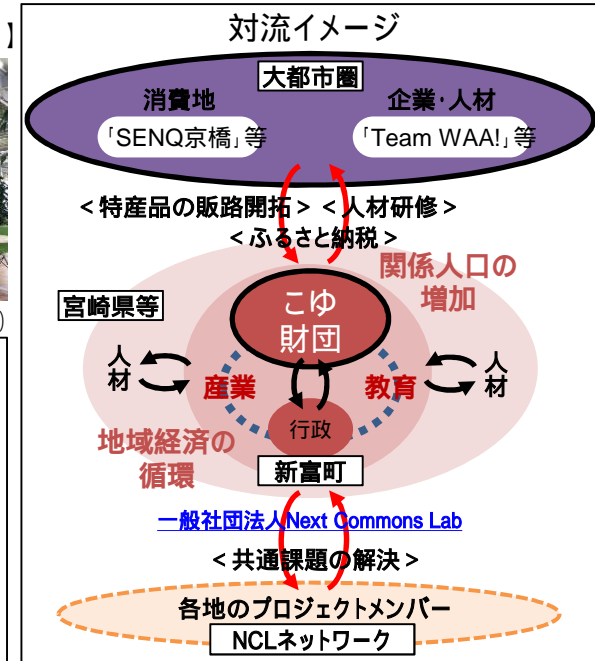 】
対流イメージ
大都市圏
消費地
企業・人材
「SENQ京橋」等
「Team WAA!」等
<特産品の販路開拓> <人材研修>
<ふるさと納税>
関係人口の
増加
宮崎県等
)
こゆ
財団
人材
産業
教育
人材
行政
地域経済の
循環
新富町
一般社団法人Next Commons Lab
<共通課題の解決>
各地のプロジェクトメンバー
NCLネットワーク